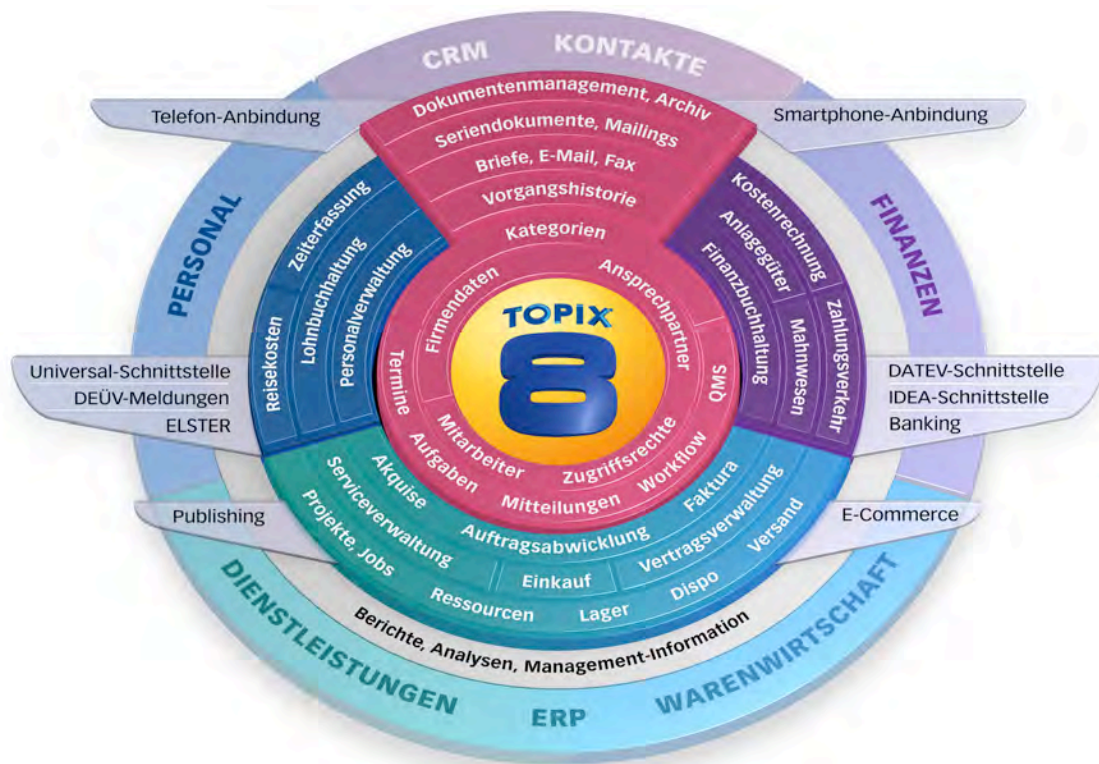 CRM KONTAKTE
Dokumentenmanagement, Archiv
Telefon-Anbindung
Smartphone-Anbindung
Seriendokumente, Mailings
Briefe, E-Mail, Fax
Vorgangshistorie
Kategorien
PERSONAL
Zeiterfassung
Lohnbuchhaltung
Personalverwaltung
Reisekosten
FINANZEN
Kostenrechnung
Anlagegüter
Finanzbuchhaltung
Zahlungsverkehr
Mahnwesen
Firmendaten
Ansprechpartner
TOPIX
8
Termine
QMS
Mitarbeiter
Zugriffsrechte
Aufgaben
Mitteilungen
Workflow
Universal-Schnittstelle
DEÜV-Meldungen
ELSTER
DATEV-Schnittstelle
IDEA-Schnittstelle
Banking
Publishing
E-Commerce
Akquise
Auftragsabwicklung
Faktura
Serviceverwaltung
Einkauf
Vertragsverwaltung
Projekte, Jobs
Ressourcen
Lager
Dispo
Versand
Berichte, Analysen, Management-Information
DIENSTLEISTUNGEN
ERP
WARENWIRTSCHAFT